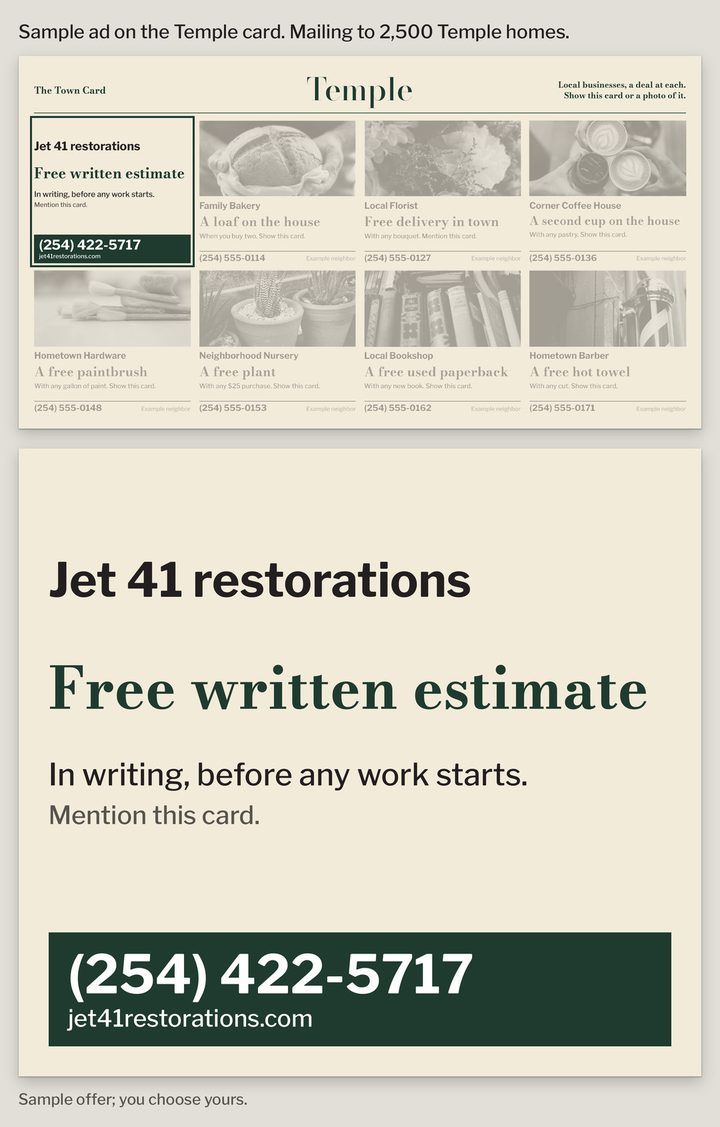 Sample ad on the Temple card. Mailing to 2,500 Temple homes.
The Town Card
Temple
Local businesses, a deal at each.
Show this card or a photo of it.
Jet 41 restorations
Free written estimate
In writing, before any work starts.
Mention this card.
(254) 422-5717
jet41restorations.com
Family Bakery
A loaf on the house
When you buy two. Show this card.
(254) 555-0114
Example neighbor
Local Florist
Free delivery in town
With any bouquet. Mention this card.
(254) 555-0127
Example neighbor
Corner Coffee House
A second cup on the house
With any pastry. Show this card.
(254) 555-0136
Example neighbor
Hometown Hardware
A free paintbrush
With any gallon of paint. Show this card.
(254) 555-0148
Example neighbor
Neighborhood Nursery
A free plant
With any $25 purchase. Show this card.
(254) 555-0153
Example neighbor
Local Bookshop
A free used paperback
With any new book. Show this card.
(254) 555-0162
Example neighbor
Hometown Barber
A free hot towel
With any cut. Show this card.
(254) 555-0171
Example neighbor
Jet 41 restorations
Free written estimate
In writing, before any work starts.
Mention this card.
(254) 422-5717
jet41restorations.com
Sample offer; you choose yours.